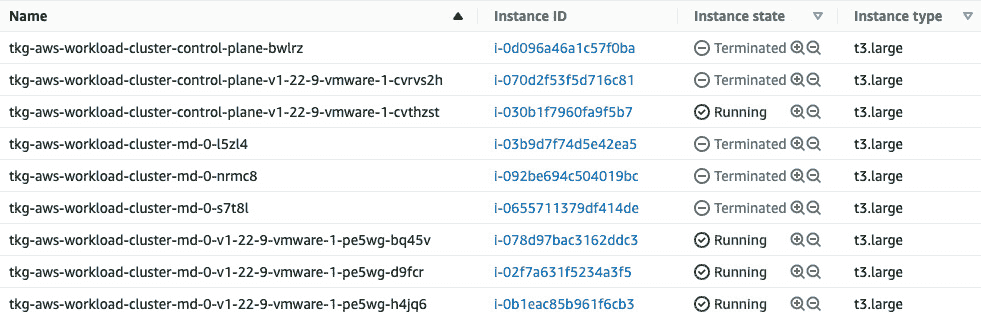 Name Instance ID Instance state Instance type
tkg-aws-workload-cluster-control-plane-bwlrz i-0d096a46a1c57f0ba Terminated t3.large
tkg-aws-workload-cluster-control-plane-v1-22-9-vmware-1-cvrvs2h i-070d2f53f5d716c81 Terminated t3.large
tkg-aws-workload-cluster-control-plane-v1-22-9-vmware-1-cvthzst i-030b1f7960fa9f5b7 Running t3.large
tkg-aws-workload-cluster-md-0-l5zl4 i-03b9d7f74d5e42ea5 Terminated t3.large
tkg-aws-workload-cluster-md-0-nrmc8 i-092be694c504019bc Terminated t3.large
tkg-aws-workload-cluster-md-0-s7t8l i-0655711379df414de Terminated t3.large
tkg-aws-workload-cluster-md-0-v1-22-9-vmware-1-pe5wg-bq45v i-078d97bac3162ddc3 Running t3.large
tkg-aws-workload-cluster-md-0-v1-22-9-vmware-1-pe5wg-d9fcr i-02f7a631f5234a3f5 Running t3.large
tkg-aws-workload-cluster-md-0-v1-22-9-vmware-1-pe5wg-h4jq6 i-0b1eac85b961f6cb3 Running t3.large